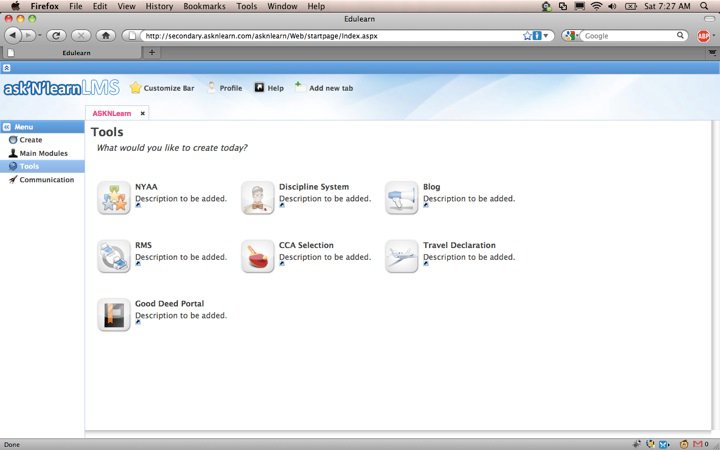 Firefox File Edit View History Bookmarks Tools Window Help Sat 7:27 AM
Edulearn
http://secondary.asknlearn.com/asknlearn/Web/startpage/Index.aspx Google ABP
Edulearn
ask'N'learn LMS Customize Bar Profile Help Add new tab
ASKNLearn
Menu
Create
Main Modules
Tools
Communication
Tools
What would you like to create today?
NYAA
Description to be added.
Discipline System
Description to be added.
Blog
Description to be added.
RMS
Description to be added.
CCA Selection
Description to be added.
Travel Declaration
Description to be added.
Good Deed Portal
Description to be added.
Done 0